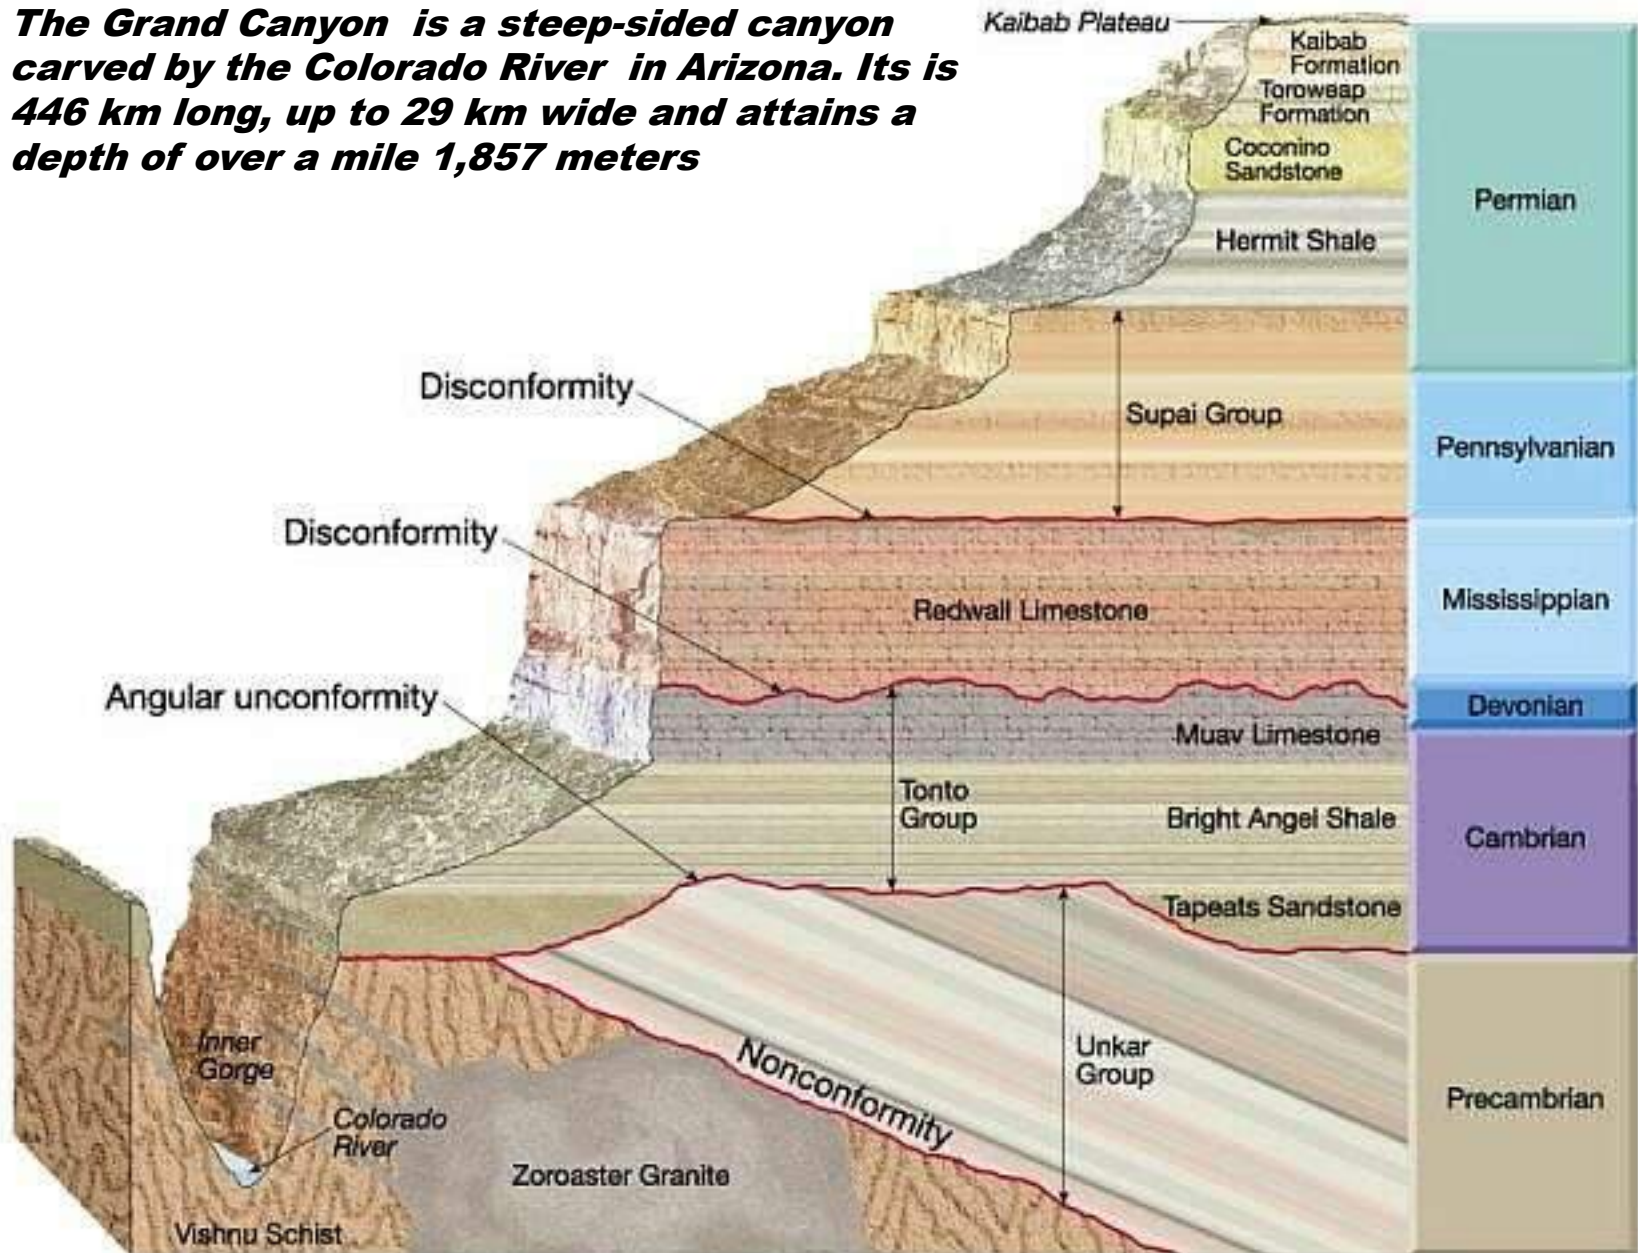 The Grand Canyon is a steep-sided canyon
carved by the Colorado River in Arizona. Its is
446 km long, up to 29 km wide and attains a
depth of over a mile 1,857 meters
Kaibab Plateau
Kaibab
Formation
Toroweap
Formation
Coconino
Sandstone
Permian
Hermit Shale
Disconformity
Supai Group
Pennsylvanian
Disconformity
Redwall Limestone
Mississippian
Angular unconformity
Devonian
Muav Limestone
Tonto
Group
Bright Angel Shale
Cambrian
Tapeats Sandstone
Inner
Gorge
Nonconformity
Unkar
Group
Precambrian
Colorado
River
Zoroaster Granite
Vishnu Schist